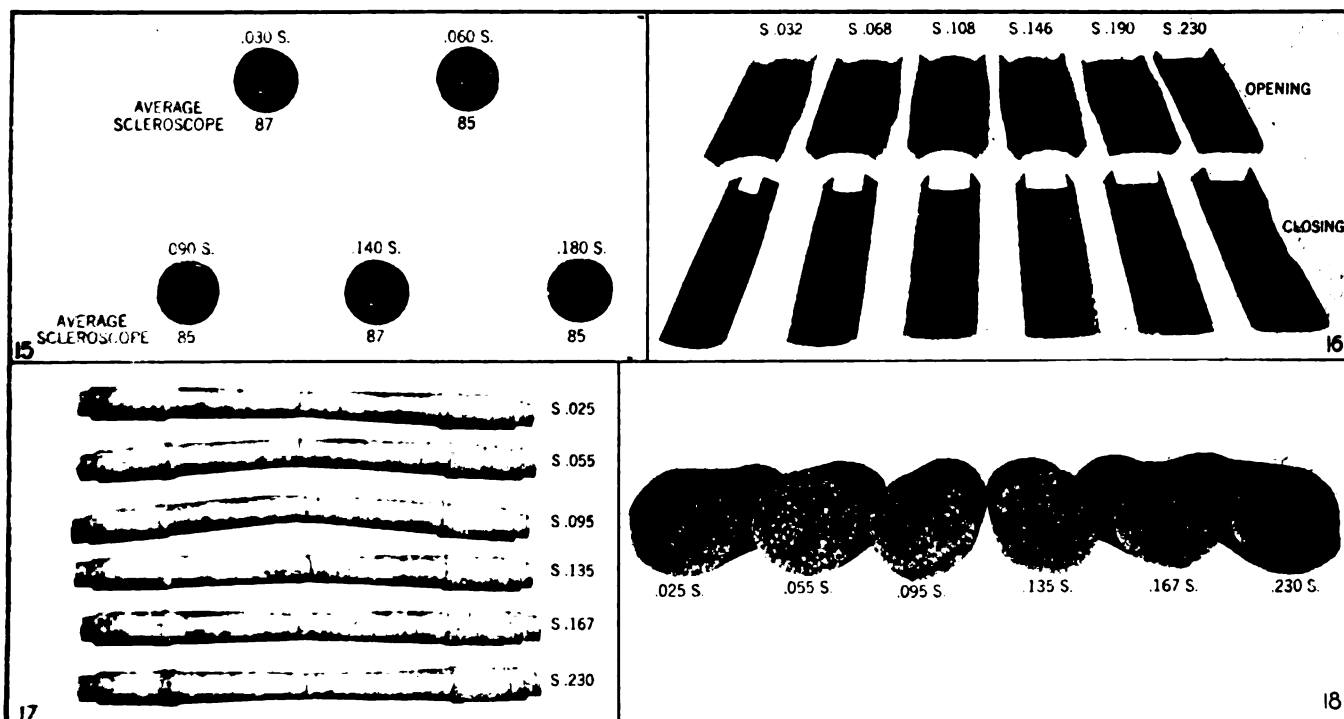 .030 S. .060 S.
AVERAGE
SCLEROSCOPE 87 85
.090 S. .140 S. .180 S.
AVERAGE
SCLEROSCOPE 85 87 85
15
S .032 S .068 S .108 S .146 S .190 S .230
OPENING
CLOSING
16
S .025
S .055
S .095
S .135
S .167
S .230
17
.025 S. .055 S. .095 S. .135 S. .167 S. .230 S.
18